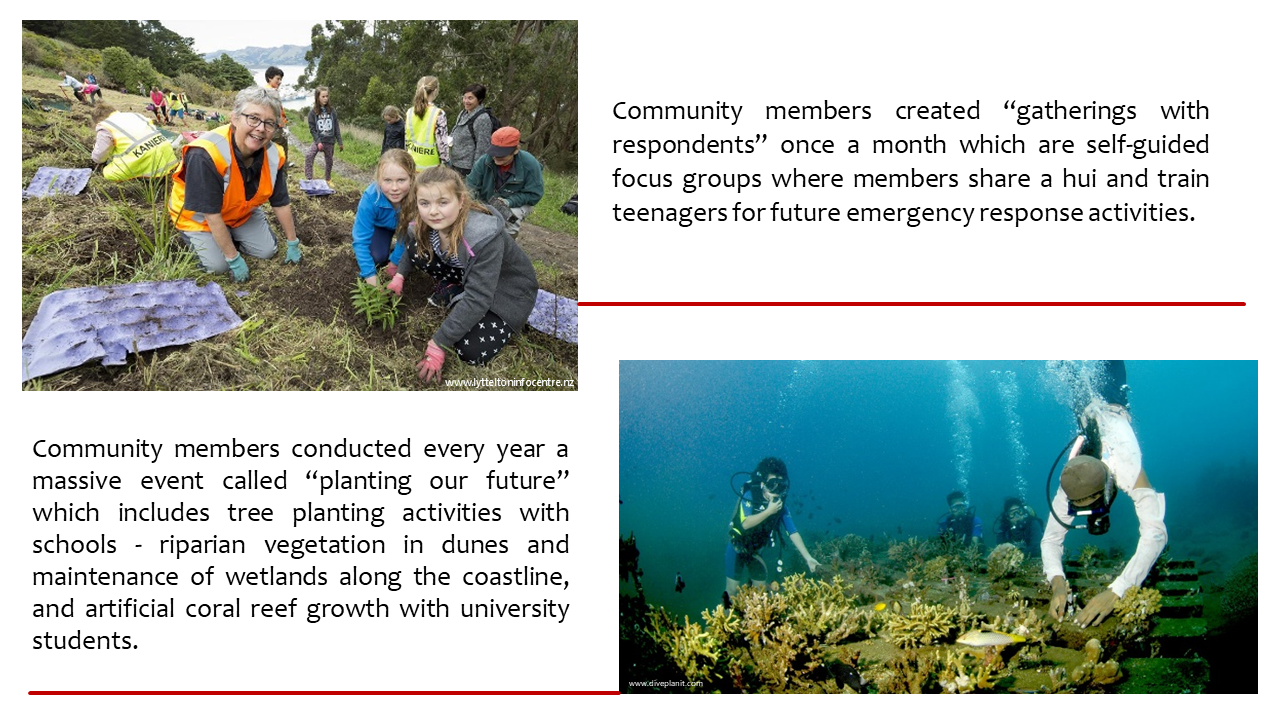 Community members created “gatherings with
respondents” once a month which are self-guided
focus groups where members share a hui and train
teenagers for future emergency response activities.
KANIERE
KANIERE
www.lytteltoninfocentre.nz
Community members conducted every year a
massive event called “planting our future”
which includes tree planting activities with
schools - riparian vegetation in dunes and
maintenance of wetlands along the coastline,
and artificial coral reef growth with university
students.
www.diveplanit.com